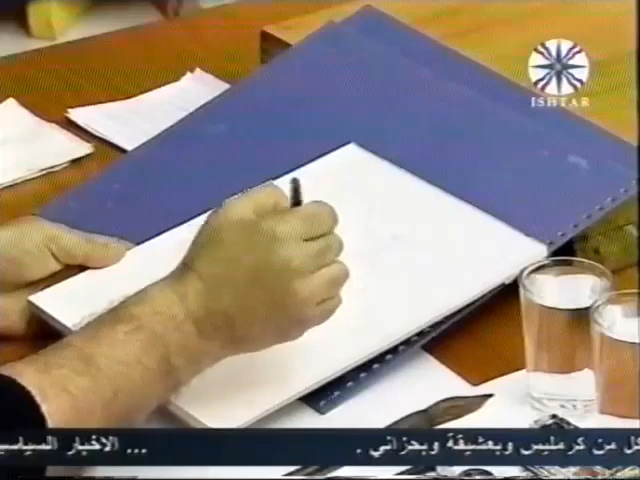 ISHTAR
كل من كرمليس وبعشيقة وبحزاني . ... الاخبار السياسي